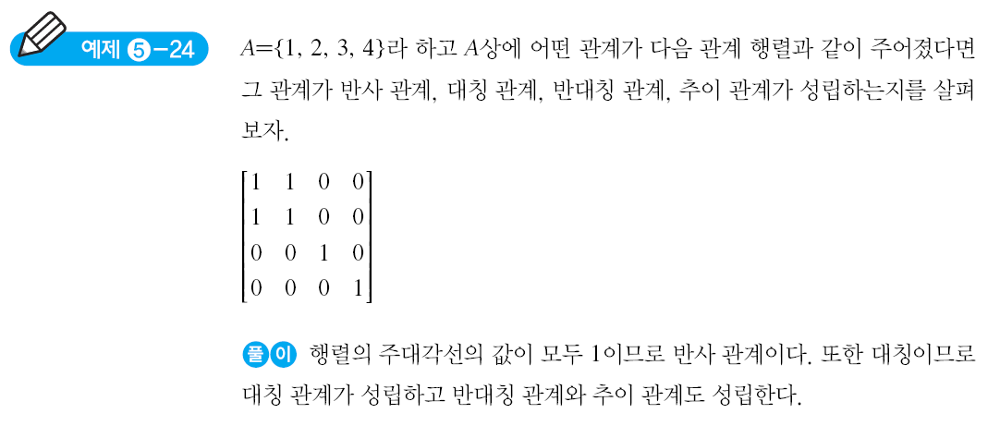 예제 5-24
A={1, 2, 3, 4}라 하고 A상에 어떤 관계가 다음 관계 행렬과 같이 주어졌다면
그 관계가 반사 관계, 대칭 관계, 반대칭 관계, 추이 관계가 성립하는지를 살펴
보자.
1 1 0 0
1 1 0 0
0 0 1 0
0 0 0 1
풀이 행렬의 주대각선의 값이 모두 1이므로 반사 관계이다. 또한 대칭이므로
대칭 관계가 성립하고 반대칭 관계와 추이 관계도 성립한다.